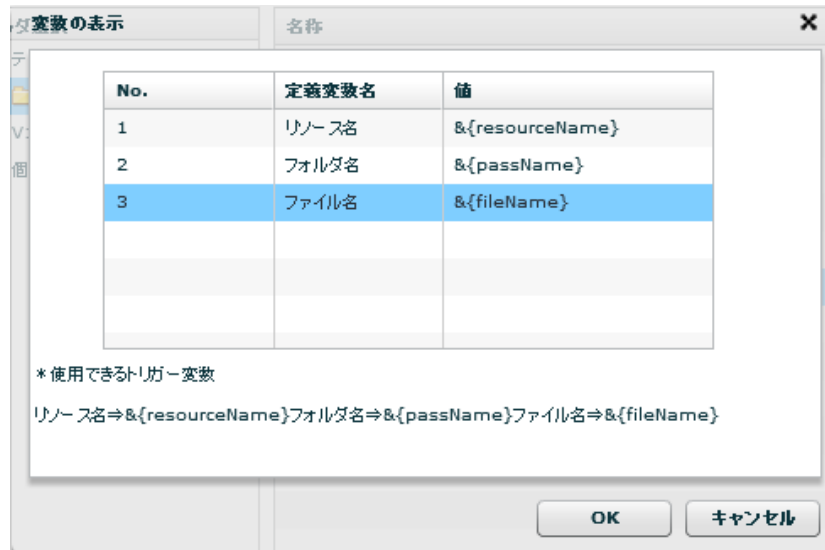 変数の表示
名称
No. 定義変数名 値
1 リソース名 &{resourceName}
2 フォルダ名 &{passName}
3 ファイル名 &{fileName}
*使用できるトリガー変数
リソース名⇒&{resourceName}フォルダ名⇒&{passName}ファイル名⇒&{fileName}
OK キャンセル